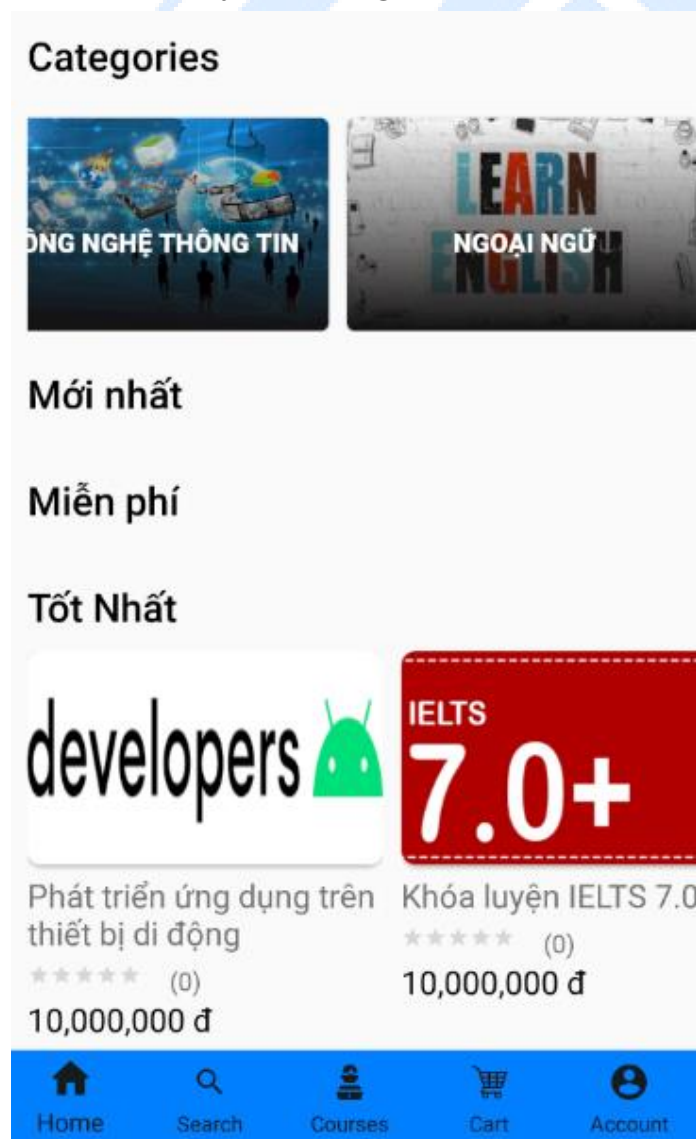 Categories
ÔNG NGHỆ THÔNG TIN
LEARN
ENGLISH
NGOẠI NGỮ
Mới nhất
Miễn phí
Tốt Nhất
developers
IELTS
7.0+
Phát triển ứng dụng trên
thiết bị di động
(0)
10,000,000 đ
Khóa luyện IELTS 7.0
(0)
10,000,000 đ
Home Search Courses Cart Account